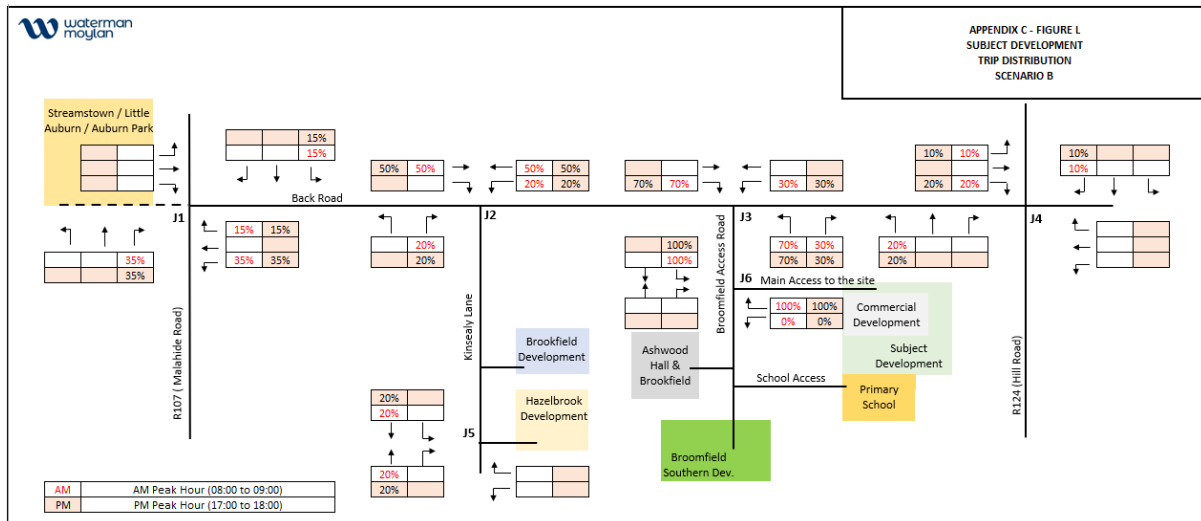 waterman
moylan
APPENDIX C - FIGURE L
SUBJECT DEVELOPMENT
TRIP DISTRIBUTION
SCENARIO B
Streamstown / Little
Auburn / Auburn Park
15%
15%
50% 50%
50% 50%
20% 20%
70% 70%
30% 30%
10% 10%
20% 20%
10%
10%
Back Road
J1
J2
J3
J4
15% 15%
35% 35%
35%
35%
20%
20%
100%
100%
70% 30%
70% 30%
20%
20%
J6
Main Access to the site
100% 100%
0% 0%
Commercial
Development
Subject
Development
R107 ( Malahide Road)
Kinsealy Lane
Broomfield Access Road
R124 (Hill Road)
Brookfield
Development
Ashwood
Hall &
Brookfield
School Access
Primary
School
Hazelbrook
Development
20%
20%
J5
20%
20%
Broomfield
Southern Dev.
AM AM Peak Hour (08:00 to 09:00)
PM PM Peak Hour (17:00 to 18:00)